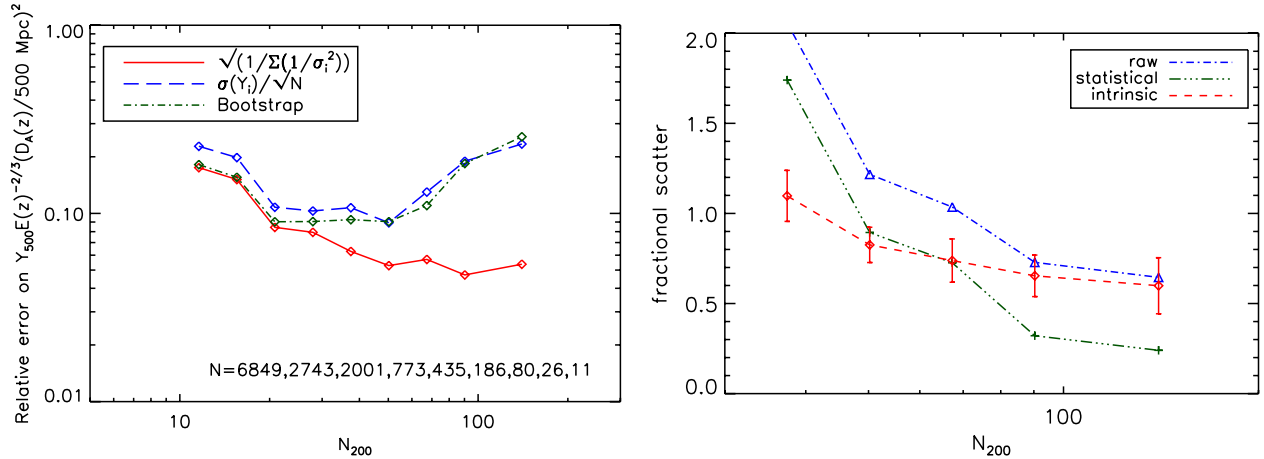 1.00
0.10
0.01
Relative error on Y₅₀₀E(z)^{-2/3}(D_A(z)/500 Mpc)²
√(1/Σ(1/σᵢ²))
σ(Yᵢ)/√N
Bootstrap
N=6849,2743,2001,773,435,186,80,26,11
10
100
N₂₀₀
2.0
1.5
1.0
0.5
0.0
fractional scatter
raw
statistical
intrinsic
100
N₂₀₀